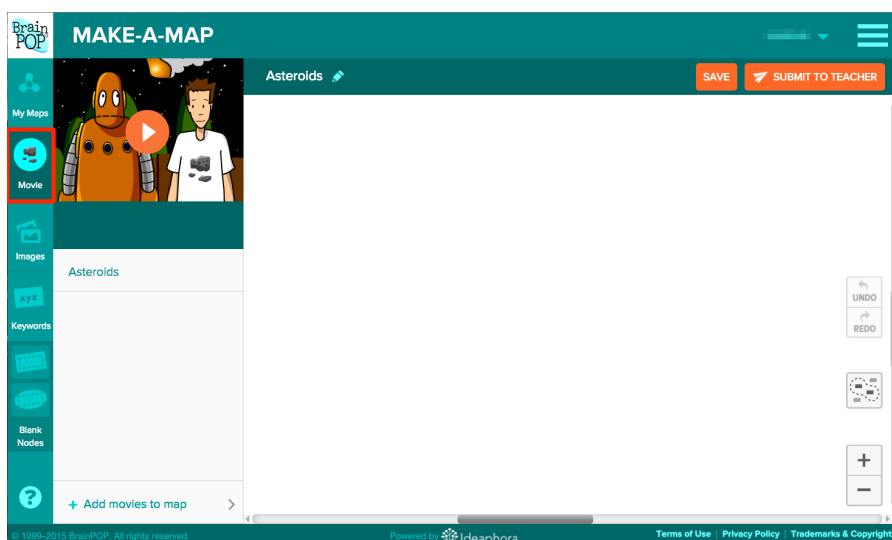 Brain
POP
MAKE-A-MAP
My Maps
Movie
Images
xyz
Keywords
Blank
Nodes
?
Asteroids
SAVE
SUBMIT TO TEACHER
Asteroids
+ Add movies to map >
UNDO
REDO
+
−
© 1999-2015 BrainPOP. All rights reserved.
Powered by Ideaphora
Terms of Use | Privacy Policy | Trademarks & Copyright